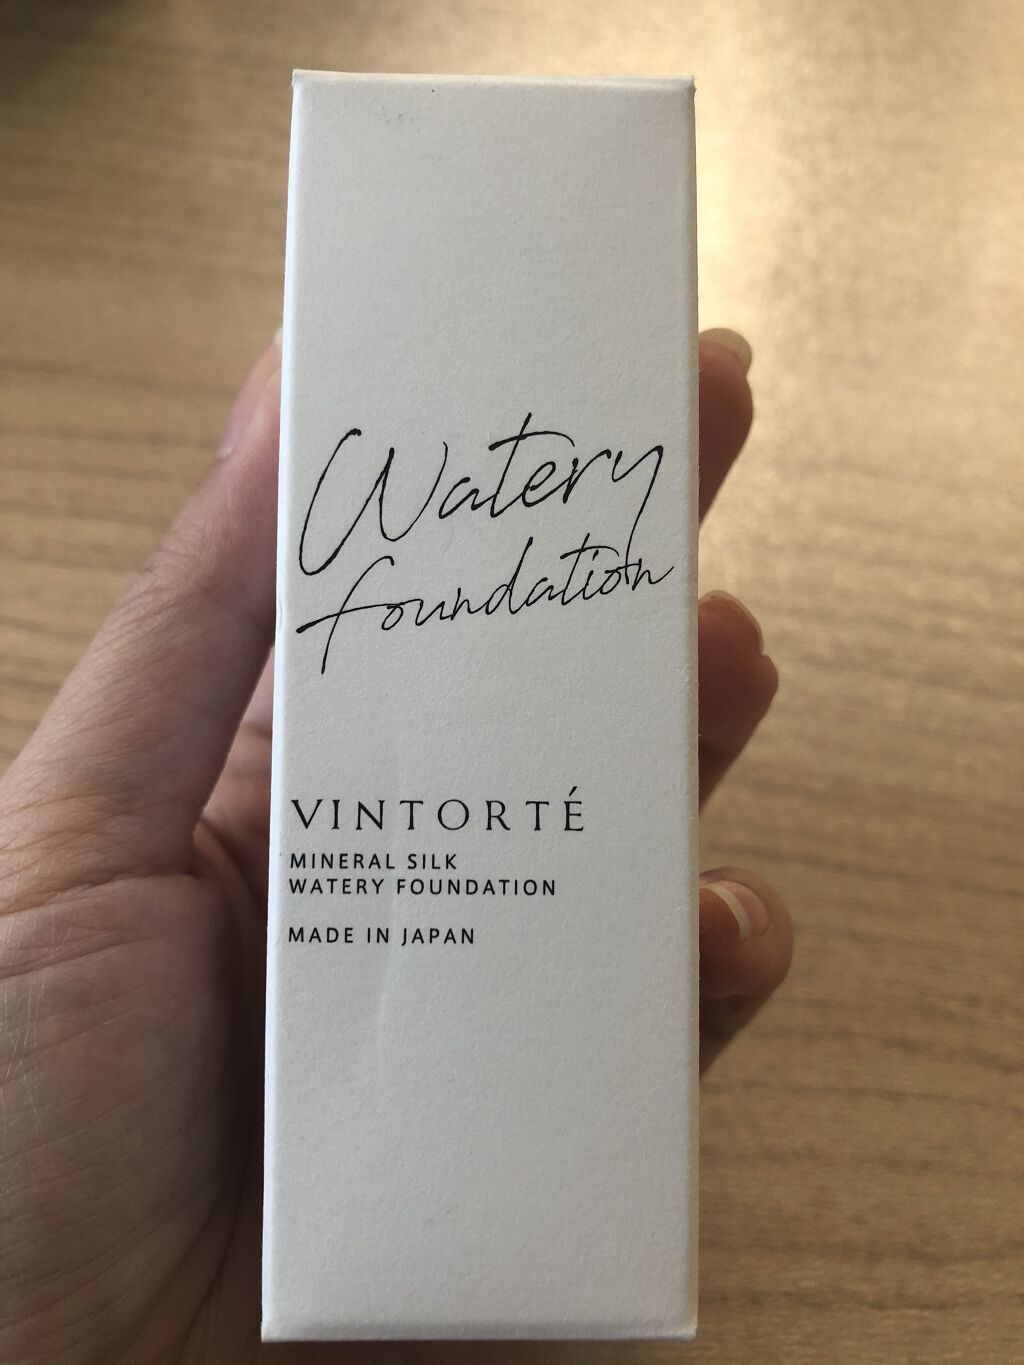 Watery
foundation
VINTORTÉ
MINERAL SILK
WATERY FOUNDATION
MADE IN JAPAN